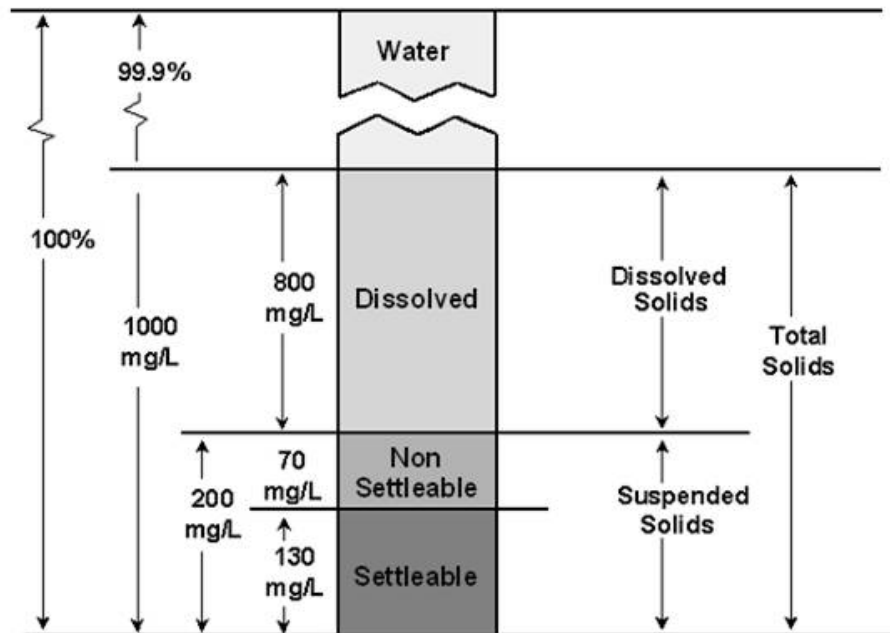 Water
99.9%
100%
800
mg/L
Dissolved
Dissolved
Solids
1000
mg/L
Total
Solids
70
mg/L
Non
Settleable
200
mg/L
Suspended
Solids
130
mg/L
Settleable